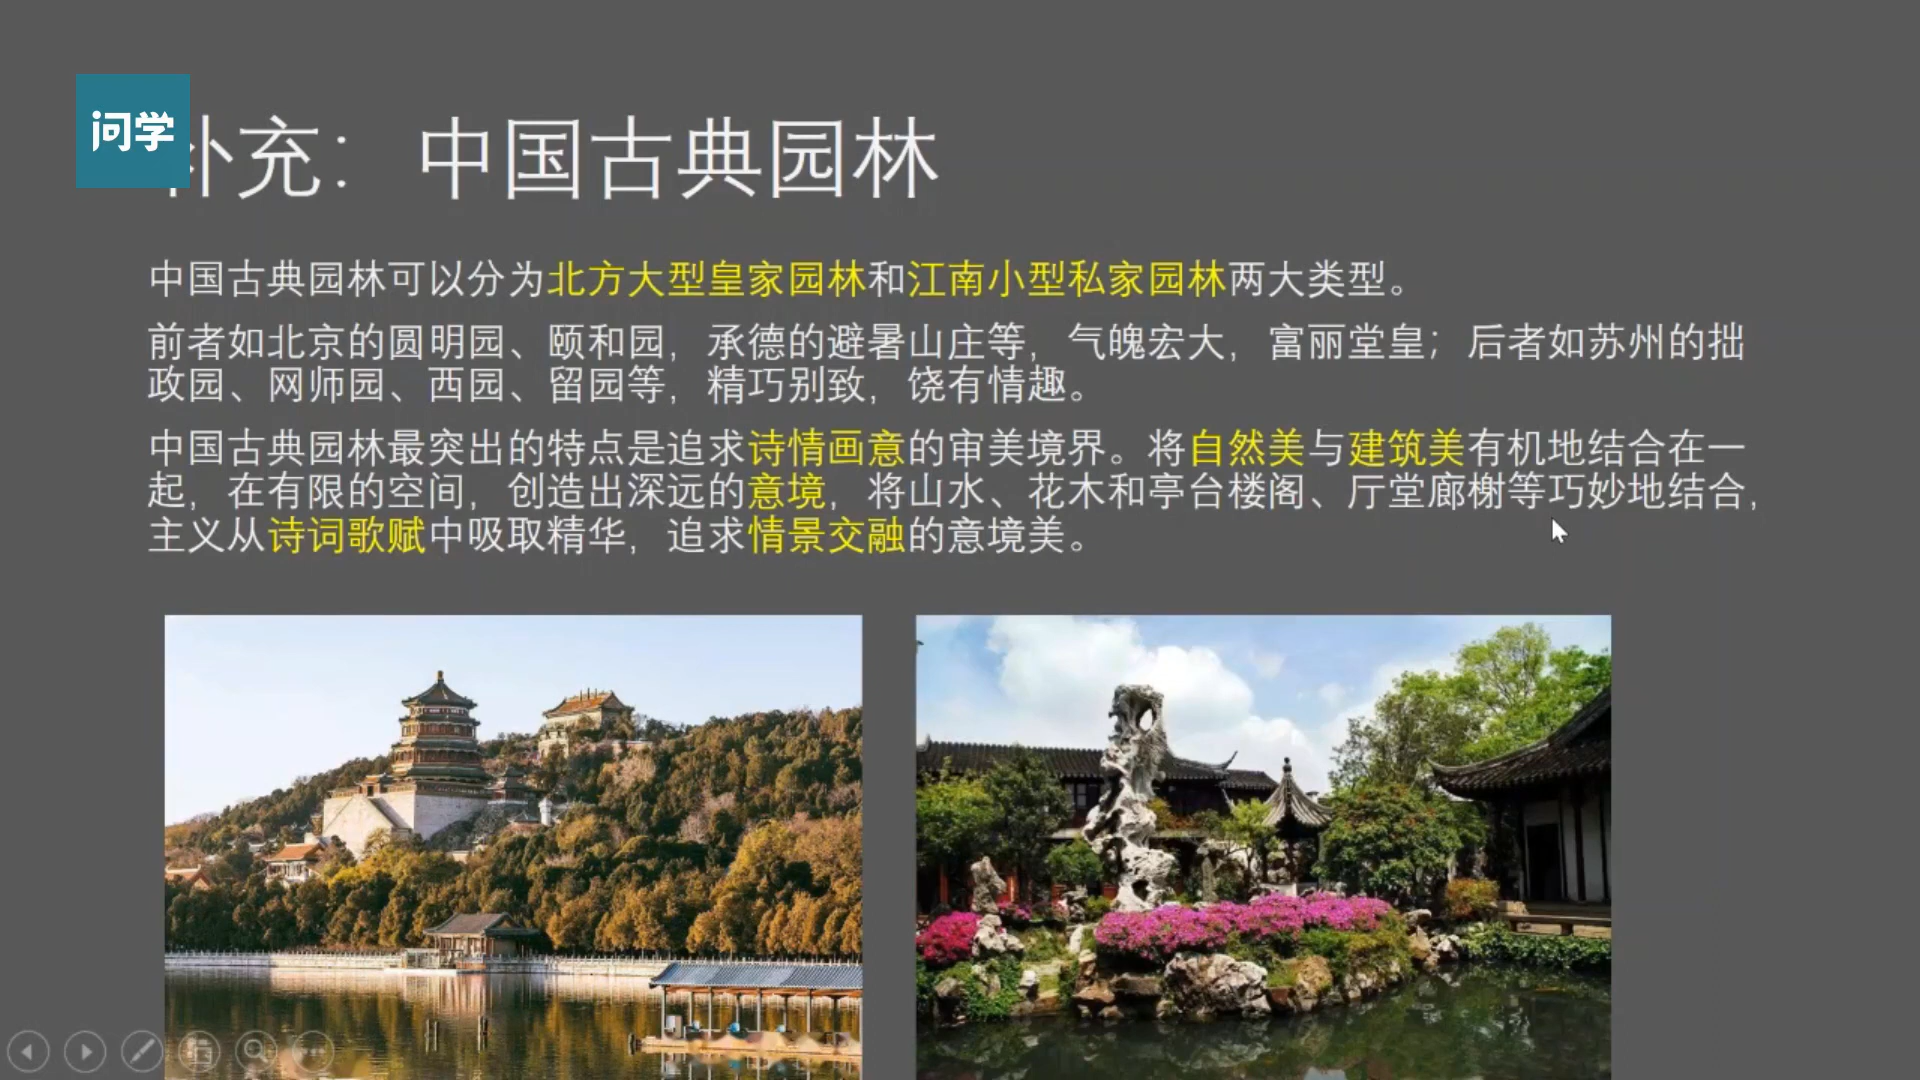 问学
补充：中国古典园林
中国古典园林可以分为北方大型皇家园林和江南小型私家园林两大类型。
前者如北京的圆明园、颐和园，承德的避暑山庄等，气魄宏大，富丽堂皇；后者如苏州的拙
政园、网师园、西园、留园等，精巧别致，饶有情趣。
中国古典园林最突出的特点是追求诗情画意的审美境界。将自然美与建筑美有机地结合在一
起，在有限的空间，创造出深远的意境，将山水、花木和亭台楼阁、厅堂廊榭等巧妙地结合，
主义从诗词歌赋中吸取精华，追求情景交融的意境美。